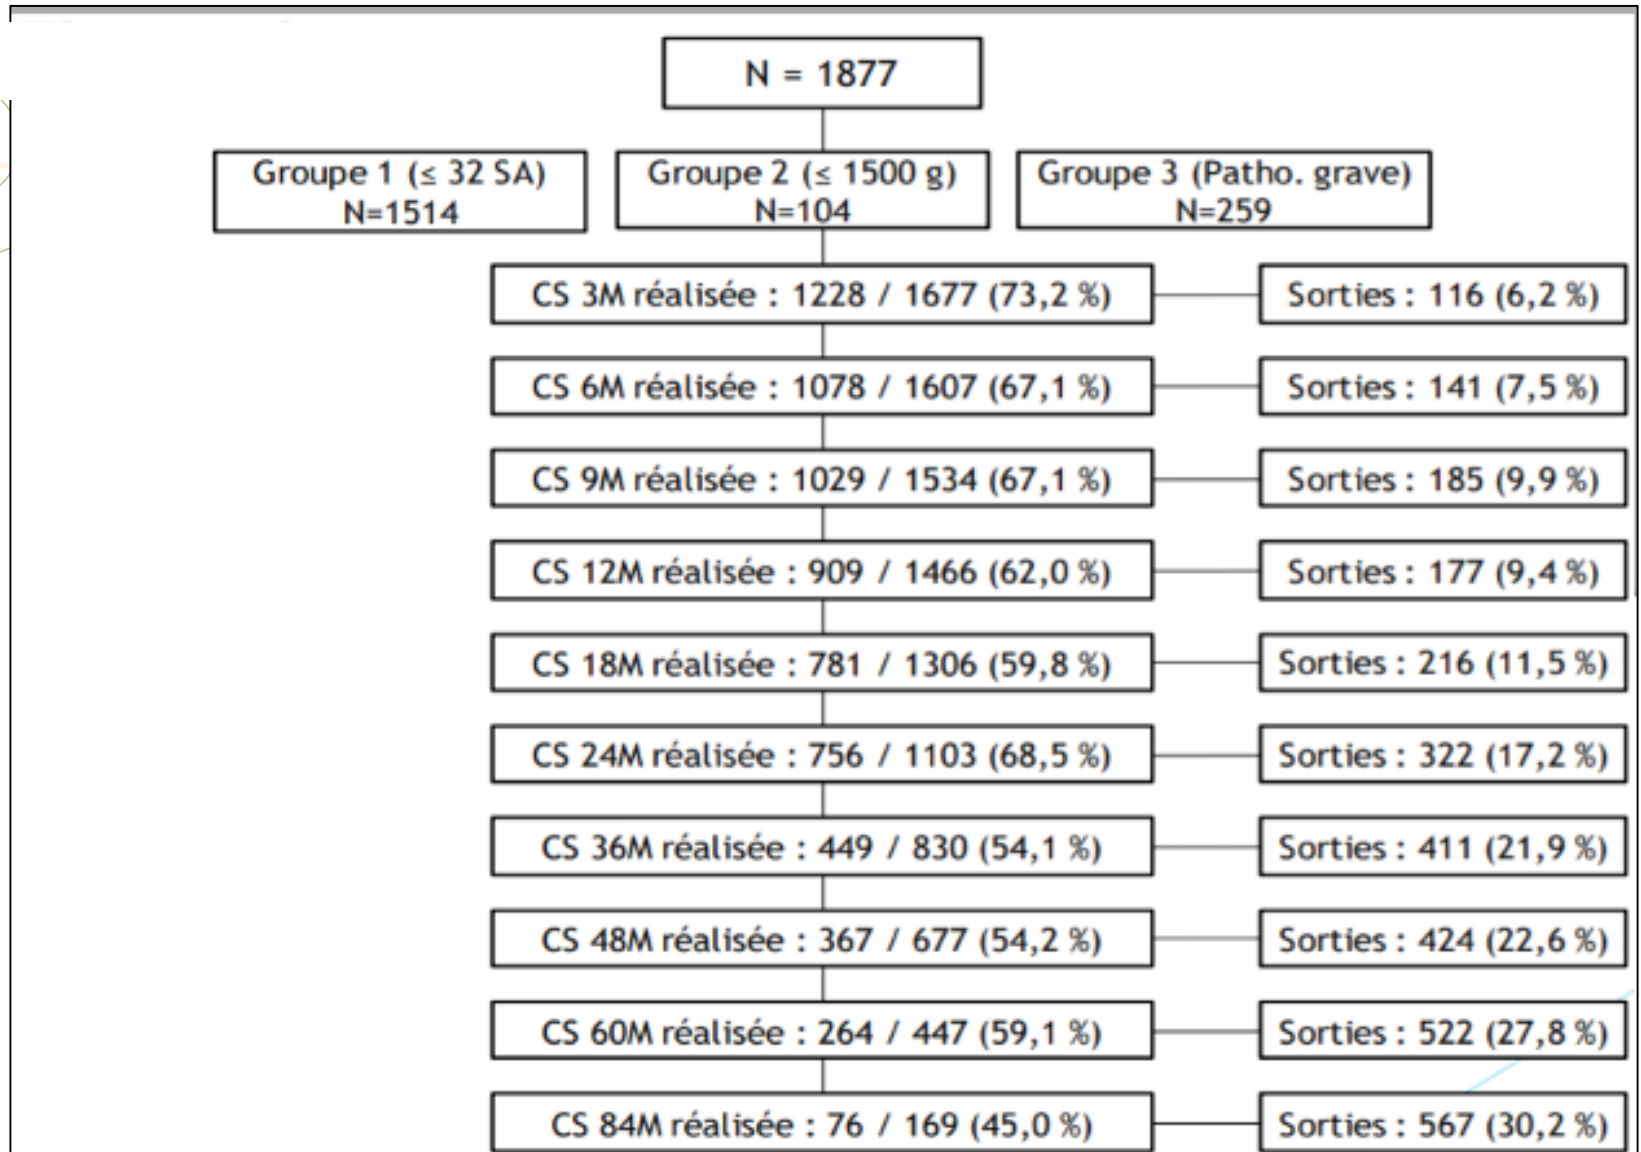 N = 1877
Groupe 1 (≤ 32 SA)
N=1514
Groupe 2 (≤ 1500 g)
N=104
Groupe 3 (Patho. grave)
N=259
CS 3M réalisée : 1228 / 1677 (73,2 %)
Sorties : 116 (6,2 %)
CS 6M réalisée : 1078 / 1607 (67,1 %)
Sorties : 141 (7,5 %)
CS 9M réalisée : 1029 / 1534 (67,1 %)
Sorties : 185 (9,9 %)
CS 12M réalisée : 909 / 1466 (62,0 %)
Sorties : 177 (9,4 %)
CS 18M réalisée : 781 / 1306 (59,8 %)
Sorties : 216 (11,5 %)
CS 24M réalisée : 756 / 1103 (68,5 %)
Sorties : 322 (17,2 %)
CS 36M réalisée : 449 / 830 (54,1 %)
Sorties : 411 (21,9 %)
CS 48M réalisée : 367 / 677 (54,2 %)
Sorties : 424 (22,6 %)
CS 60M réalisée : 264 / 447 (59,1 %)
Sorties : 522 (27,8 %)
CS 84M réalisée : 76 / 169 (45,0 %)
Sorties : 567 (30,2 %)